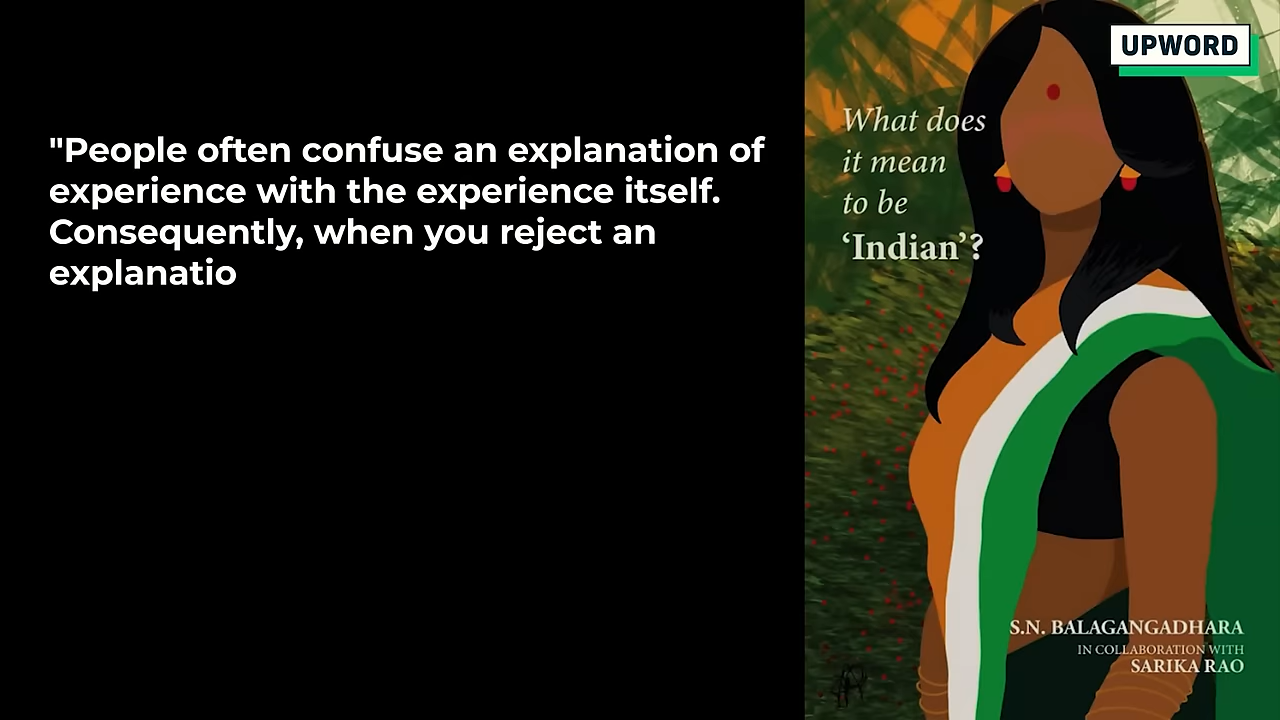 "People often confuse an explanation of
experience with the experience itself.
Consequently, when you reject an
explanatio
UPWORD
What does
it mean
to be
‘Indian’?
S.N. BALAGANGADHARA
IN COLLABORATION WITH
SARIKA RAO